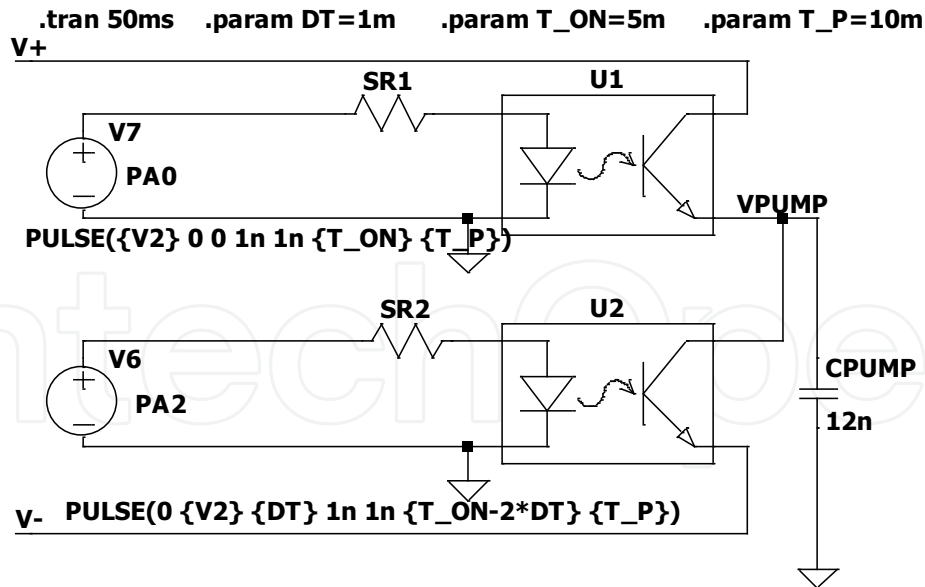 .tran 50ms .param DT=1m .param T_ON=5m .param T_P=10m
V+
SR1
U1
V7
PA0
VPUMP
PULSE({V2} 0 0 1n 1n {T_ON} {T_P})
SR2
U2
V6
PA2
CPUMP
12n
V-
PULSE(0 {V2} {DT} 1n 1n {T_ON-2*DT} {T_P})